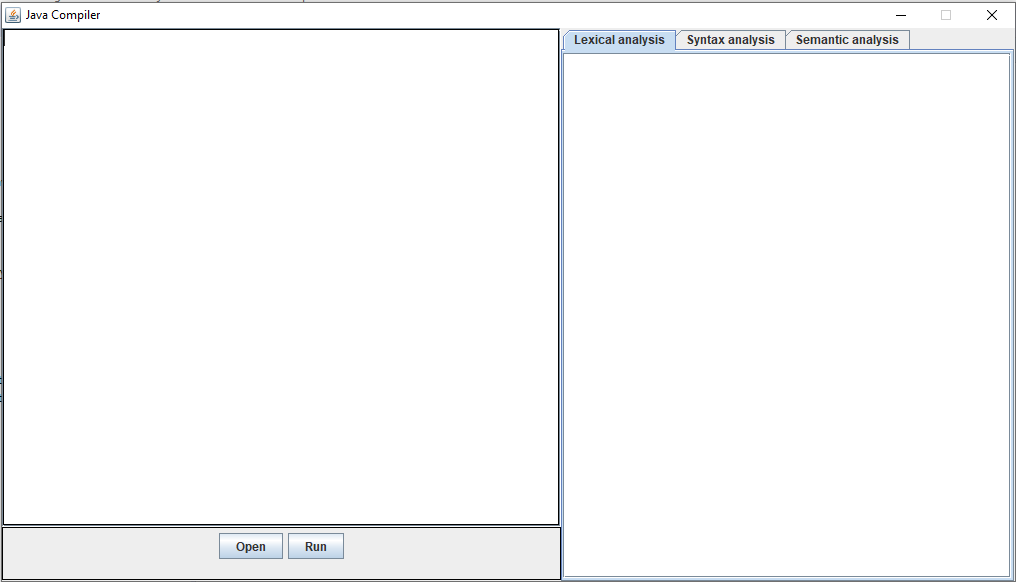 Java Compiler
Lexical analysis
Syntax analysis
Semantic analysis
Open
Run